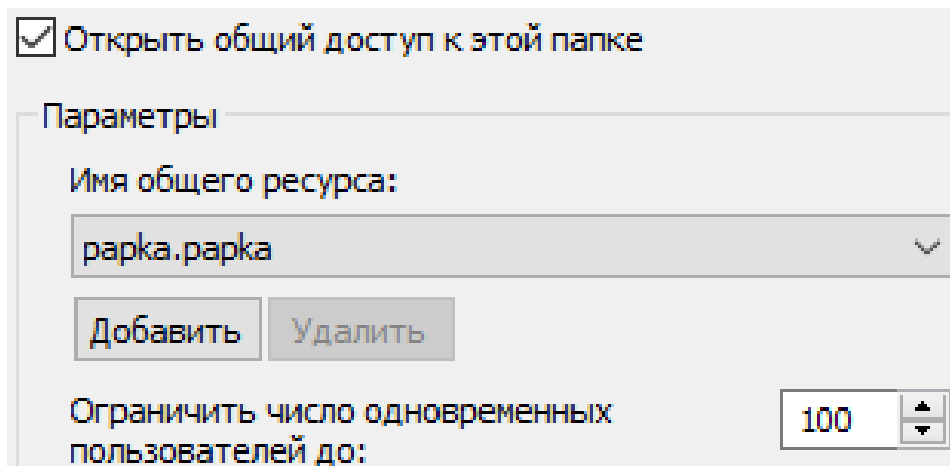 Открыть общий доступ к этой папке
Параметры
Имя общего ресурса:
papka.papka
Добавить Удалить
Ограничить число одновременных 100
пользователей до: